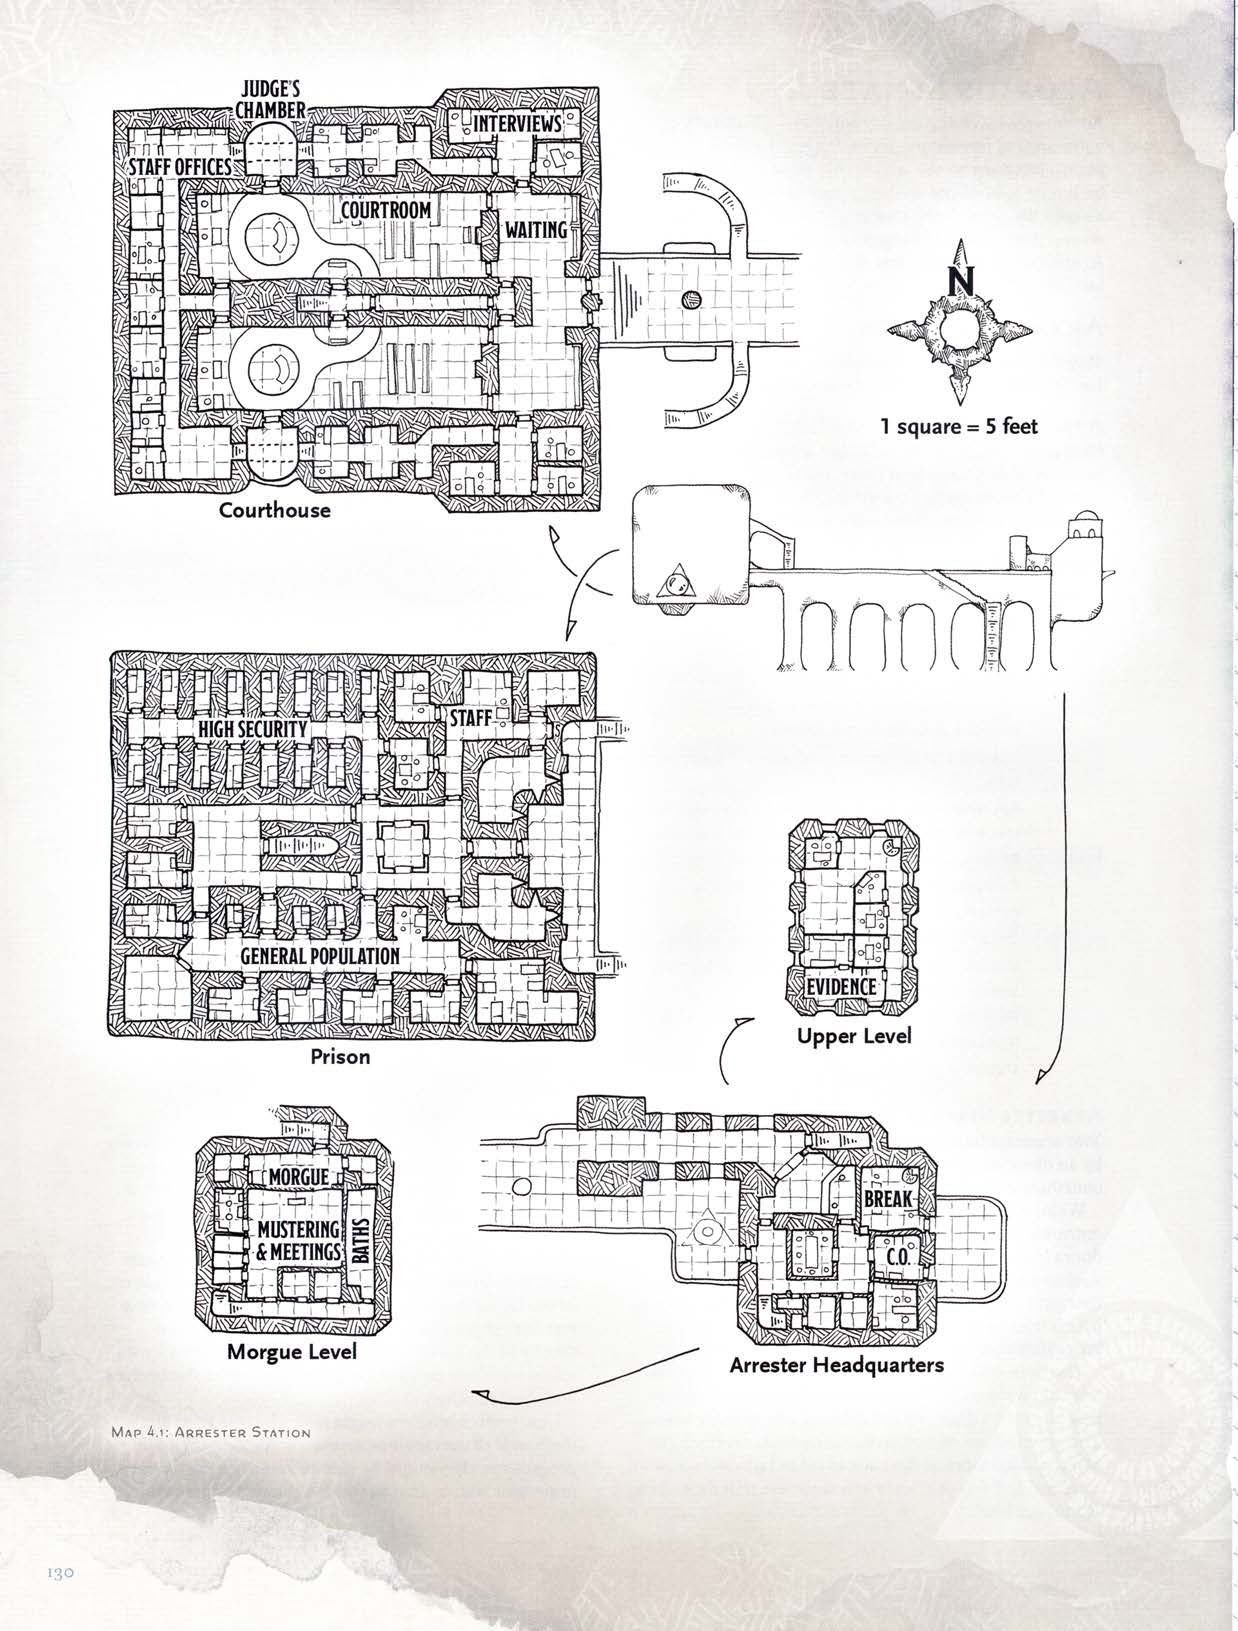 JUDGE'S
CHAMBER
INTERVIEWS
STAFF OFFICES
COURTROOM
WAITING
N
1 square = 5 feet
Courthouse
HIGH SECURITY
STAFF
GENERAL POPULATION
Prison
EVIDENCE
Upper Level
MORGUE
MUSTERING
& MEETINGS
BATHS
Morgue Level
BREAK
C.O.
Arrester Headquarters
MAP 4.1: ARRESTER STATION
130